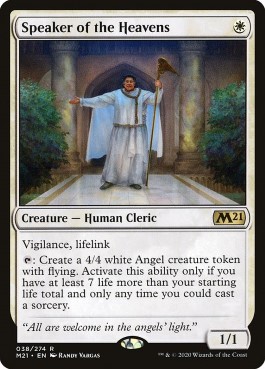 Speaker of the Heavens
Creature — Human Cleric
M21
Vigilance, lifelink
: Create a 4/4 white Angel creature token
with flying. Activate this ability only if you
have at least 7 life more than your starting
life total and only any time you could cast
a sorcery.
"All are welcome in the angels' light."
1/1
038/274 R
M21 • EN RANDY VARGAS
™ & © 2020 Wizards of the Coast